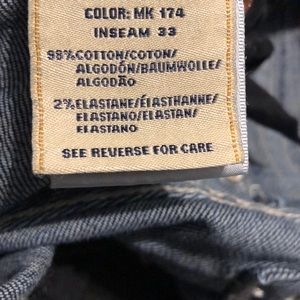 COLOR: MK 174
INSEAM 33
98%COTTON/COTON/
ALGODÓN/BAUMWOLLE/
ALGODÃO
2%ELASTANE/ÉLASTHANNE/
ELASTANO/ELASTAN/
ELASTANO
SEE REVERSE FOR CARE